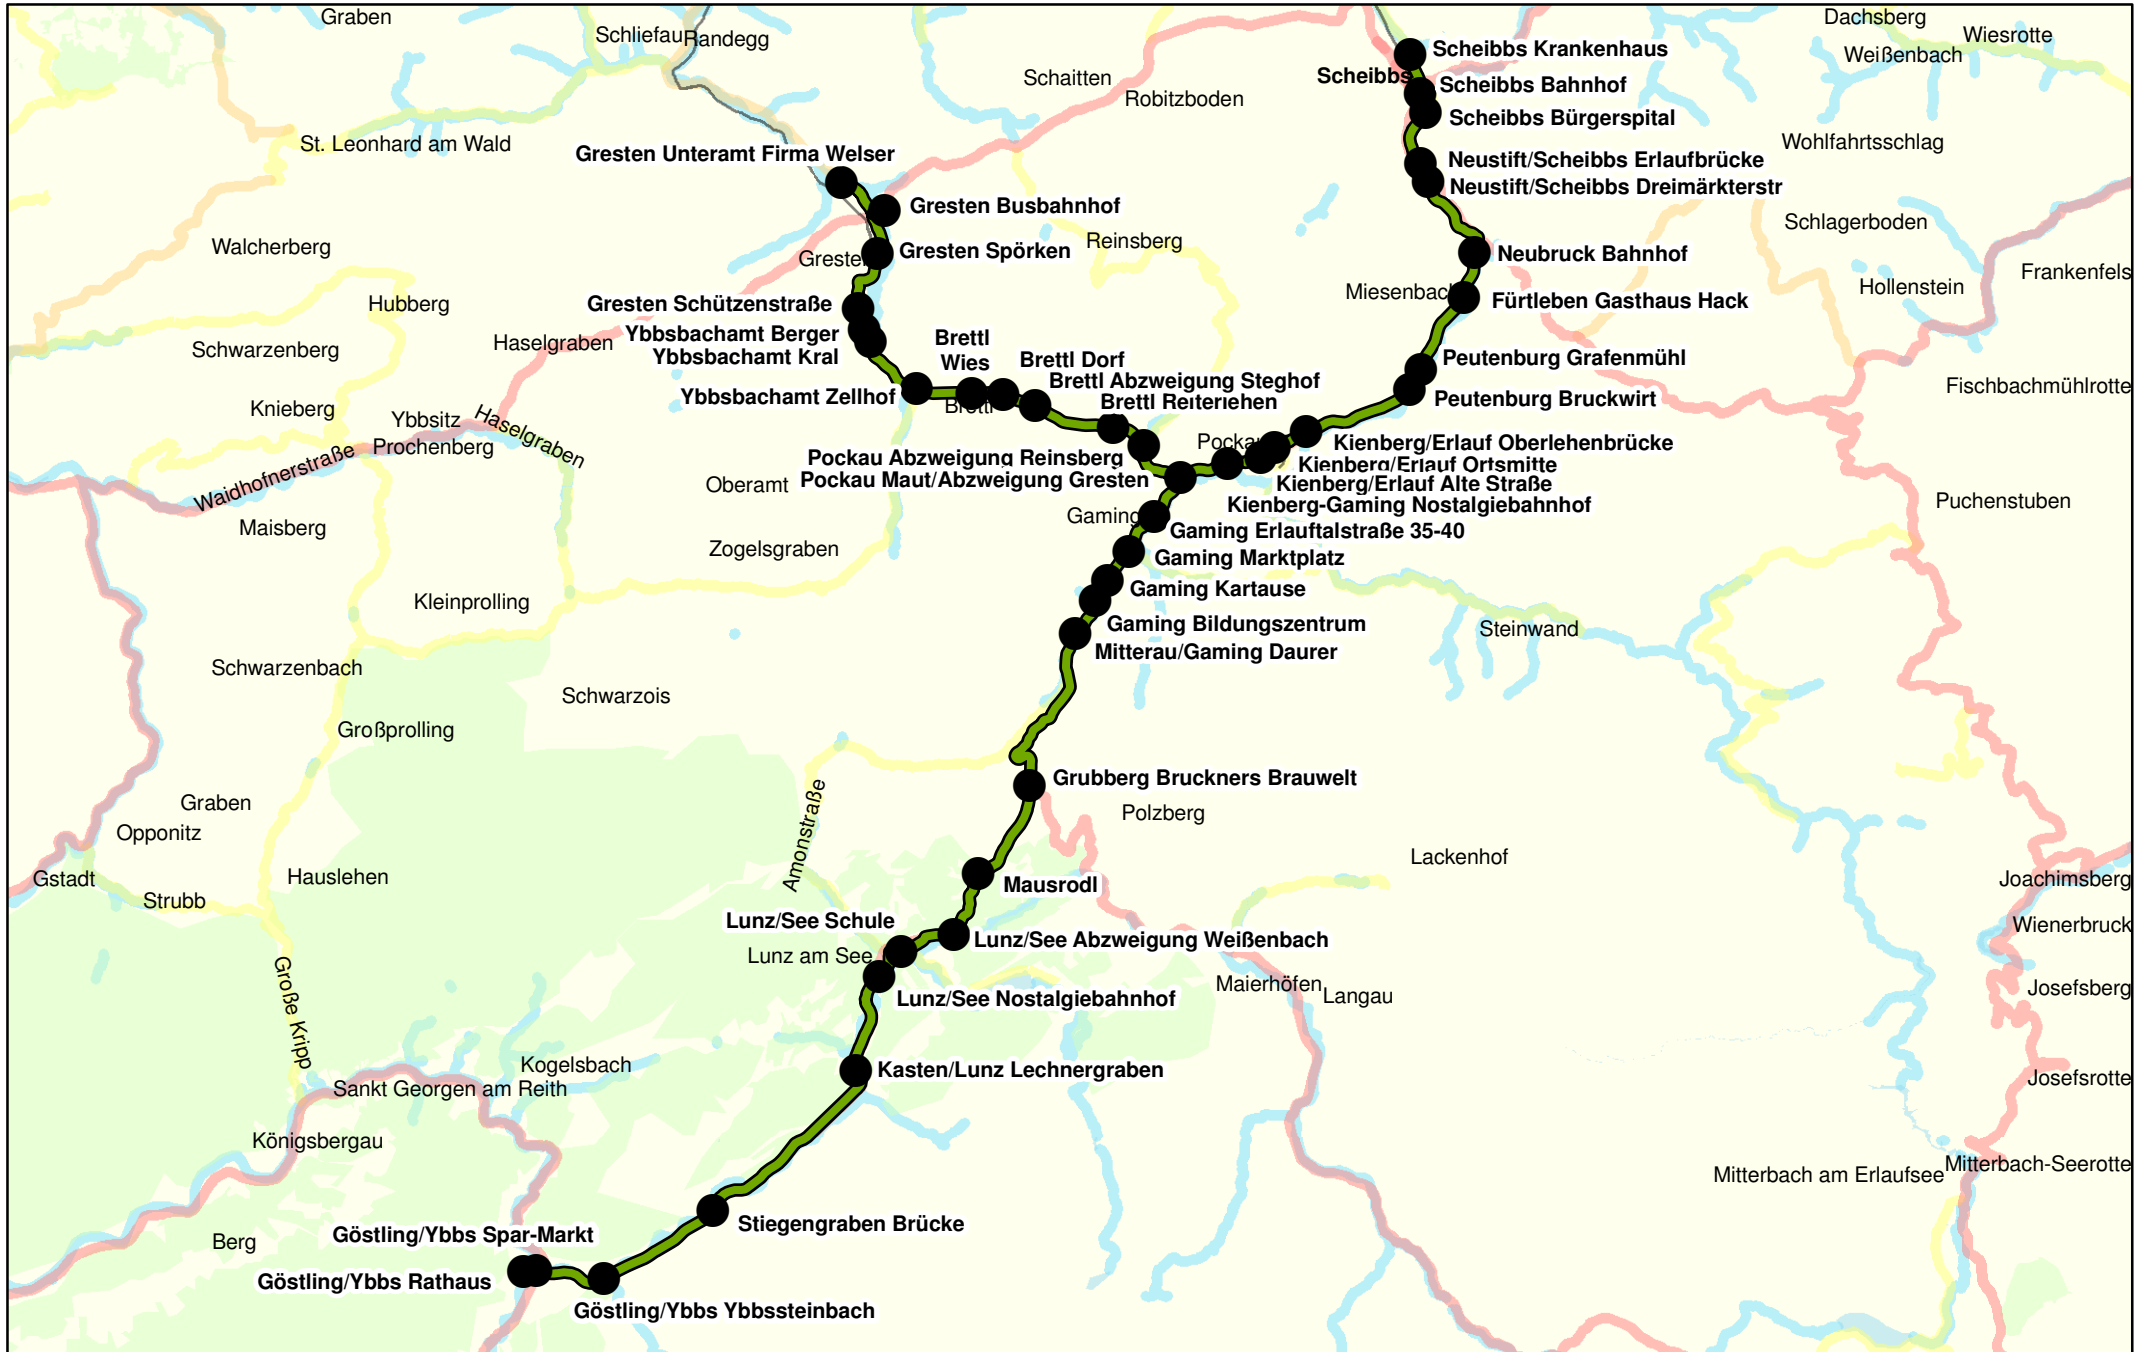 Graben
Dachsberg
Schliefau
Randegg
Wiesrotte
Scheibbs Krankenhaus
Weißenbach
Schaitten
Scheibbs
Scheibbs Bahnhof
Robitzboden
Scheibbs Bürgerspital
St. Leonhard am Wald
Wohlfahrtsschlag
Gresten Unteramt Firma Welser
Neustift/Scheibbs Erlaufbrücke
Neustift/Scheibbs Dreimärkterstr
Gresten Busbahnhof
Schlagerboden
Walcherberg
Reinsberg
Gresten Spörken
Neubruck Bahnhof
Frankenfels
Hollenstein
Miesenbach
Hubberg
Gresten Schützenstraße
Fürtleben Gasthaus Hack
Ybbsbachamt Berger
Brettl
Wies
Haselgraben
Schwarzenberg
Ybbsbachamt Kral
Brettl Dorf
Peutenburg Grafenmühl
Brettl Abzweigung Steghof
Fischbachmühlrotte
Ybbsbachamt Zellhof
Brettl
Brettl Reiterlehen
Peutenburg Bruckwirt
Knieberg
Ybbsitz
Haselgraben
Prochenberg
Pockau
Kienberg/Erlauf Oberlehenbrücke
Waidhofnerstraße
Pockau Abzweigung Reinsberg
Kienberg/Erlauf Ortsmitte
Pockau Maut/Abzweigung Gresten
Kienberg/Erlauf Alte Straße
Oberamt
Kienberg-Gaming Nostalgiebahnhof
Puchenstuben
Maisberg
Gaming
Gaming Erlauftalstraße 35-40
Zogelsgraben
Gaming Marktplatz
Gaming Kartause
Kleinprolling
Gaming Bildungszentrum
Steinwand
Mitterau/Gaming Daurer
Schwarzenbach
Schwarzois
Großprolling
Grubberg Bruckners Brauwelt
Graben
Polzberg
Opponitz
Amonstraße
Lackenhof
Gstadt
Hauslehen
Mausrodl
Joachimsberg
Strubb
Lunz/See Schule
Wienerbruck
Lunz am See
Lunz/See Abzweigung Weißenbach
Große Kripp
Maierhöfen
Langau
Josefsberg
Lunz/See Nostalgiebahnhof
Kogelsbach
Kasten/Lunz Lechnergraben
Sankt Georgen am Reith
Josefsrotte
Königsbergau
Mitterbach am Erlaufsee
Mitterbach-Seerotte
Stiegengraben Brücke
Göstling/Ybbs Spar-Markt
Berg
Göstling/Ybbs Rathaus
Göstling/Ybbs Ybbssteinbach